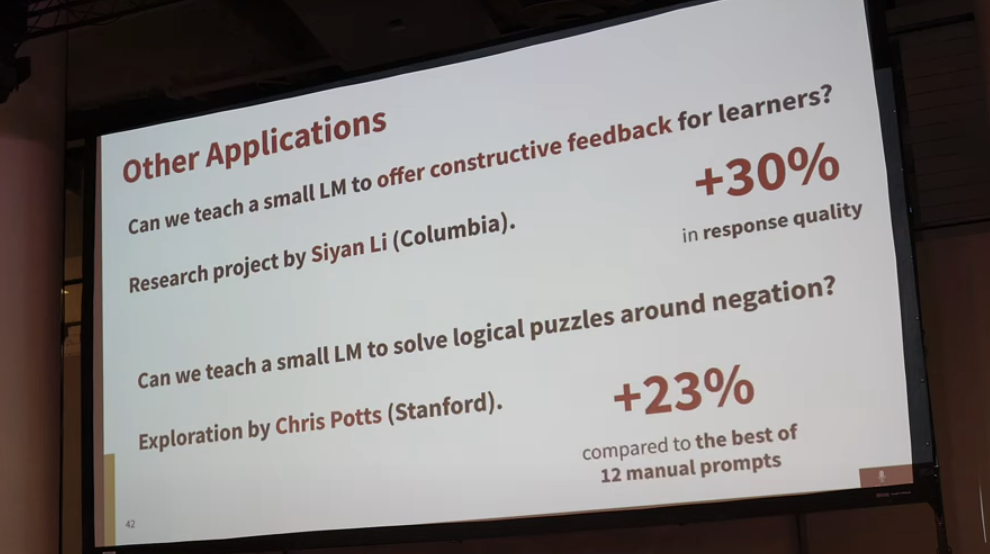 Other Applications
Can we teach a small LM to offer constructive feedback for learners?
+30%
in response quality
Research project by Siyan Li (Columbia).
Can we teach a small LM to solve logical puzzles around negation?
+23%
Exploration by Chris Potts (Stanford).
compared to the best of
12 manual prompts
42